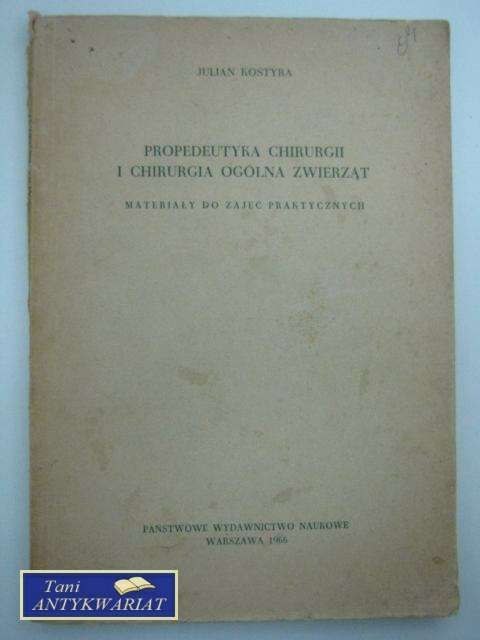 JULIAN KOSTYRA
PROPEDEUTYKA CHIRURGII
I CHIRURGIA OGÓLNA ZWIERZĄT
MATERIAŁY DO ZAJĘĆ PRAKTYCZNYCH
PAŃSTWOWE WYDAWNICTWO NAUKOWE
WARSZAWA 1966
Tani
ANTYKWARIAT